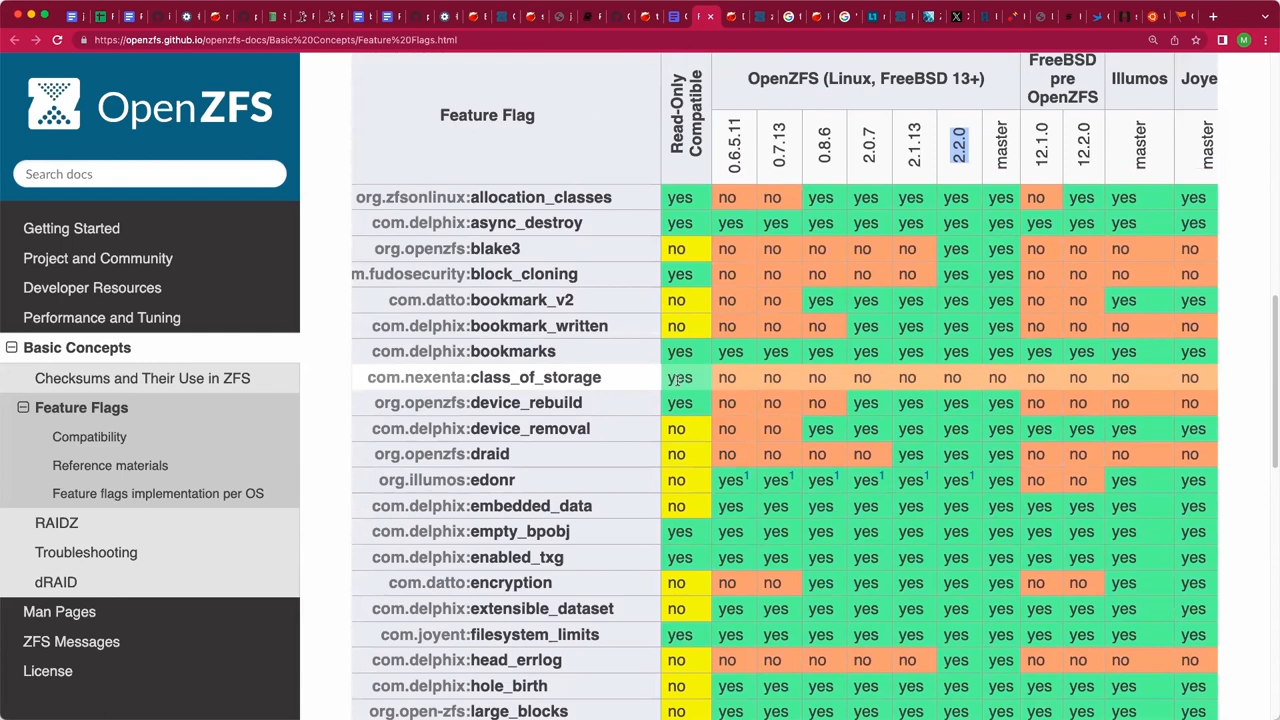 https://openzfs.github.io/openzfs-docs/Basic%20Concepts/Feature%20Flags.html
OpenZFS
Search docs
Getting Started
Project and Community
Developer Resources
Performance and Tuning
Basic Concepts
Checksums and Their Use in ZFS
Feature Flags
Compatibility
Reference materials
Feature flags implementation per OS
RAIDZ
Troubleshooting
dRAID
Man Pages
ZFS Messages
License
Feature Flag
Read-Only
Compatible
OpenZFS (Linux, FreeBSD 13+)
FreeBSD
pre
OpenZFS
Illumos
Joye
0.6.5.11 0.7.13 0.8.6 2.0.7 2.1.13 2.2.0 master 12.1.0 12.2.0 master master
org.zfsonlinux:allocation_classes yes no no yes yes yes yes yes no yes yes yes
com.delphix:async_destroy yes yes yes yes yes yes yes yes yes yes yes yes
org.openzfs:blake3 no no no no no no yes yes no no no no
m.fudosecurity:block_cloning yes no no no no no yes yes no no no no
com.datto:bookmark_v2 no no no yes yes yes yes yes no no yes yes
com.delphix:bookmark_written no no no no yes yes yes yes no no no no
com.delphix:bookmarks yes yes yes yes yes yes yes yes yes yes yes yes
com.nexenta:class_of_storage yes no no no no no no no no no no no
org.openzfs:device_rebuild yes no no no yes yes yes yes no no no no
com.delphix:device_removal no no no yes yes yes yes yes yes yes yes yes
org.openzfs:draid no no no no no yes yes yes no no no no
org.illumos:edonr no yes1 yes1 yes1 yes1 yes1 yes1 yes no no yes yes
com.delphix:embedded_data no yes yes yes yes yes yes yes yes yes yes yes
com.delphix:empty_bpobj yes yes yes yes yes yes yes yes yes yes yes yes
com.delphix:enabled_txg yes yes yes yes yes yes yes yes yes yes yes yes
com.datto:encryption no no no yes yes yes yes yes no no yes yes
com.delphix:extensible_dataset no yes yes yes yes yes yes yes yes yes yes yes
com.joyent:filesystem_limits yes yes yes yes yes yes yes yes yes yes yes yes
com.delphix:head_errlog no no no no no no yes yes no no no no
com.delphix:hole_birth no yes yes yes yes yes yes yes yes yes yes yes
org.open-zfs:large_blocks no yes yes yes yes yes yes yes yes yes yes yes